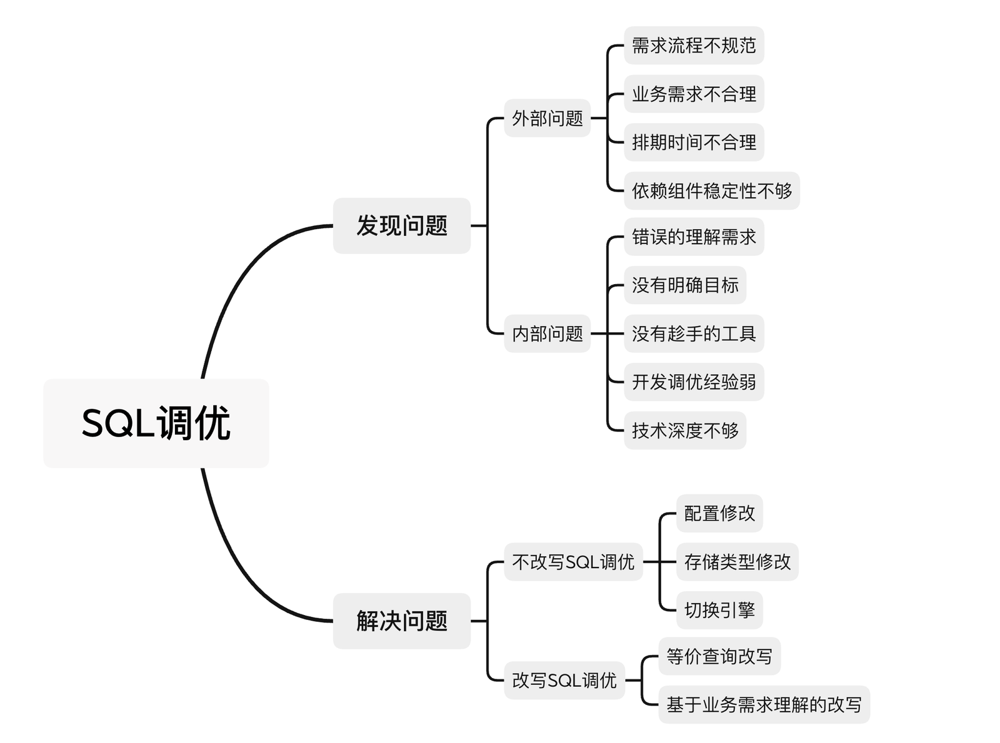 SQL调优
发现问题
外部问题
需求流程不规范
业务需求不合理
排期时间不合理
依赖组件稳定性不够
内部问题
错误的理解需求
没有明确目标
没有趁手的工具
开发调优经验弱
技术深度不够
解决问题
不改写SQL调优
配置修改
存储类型修改
切换引擎
改写SQL调优
等价查询改写
基于业务需求理解的改写